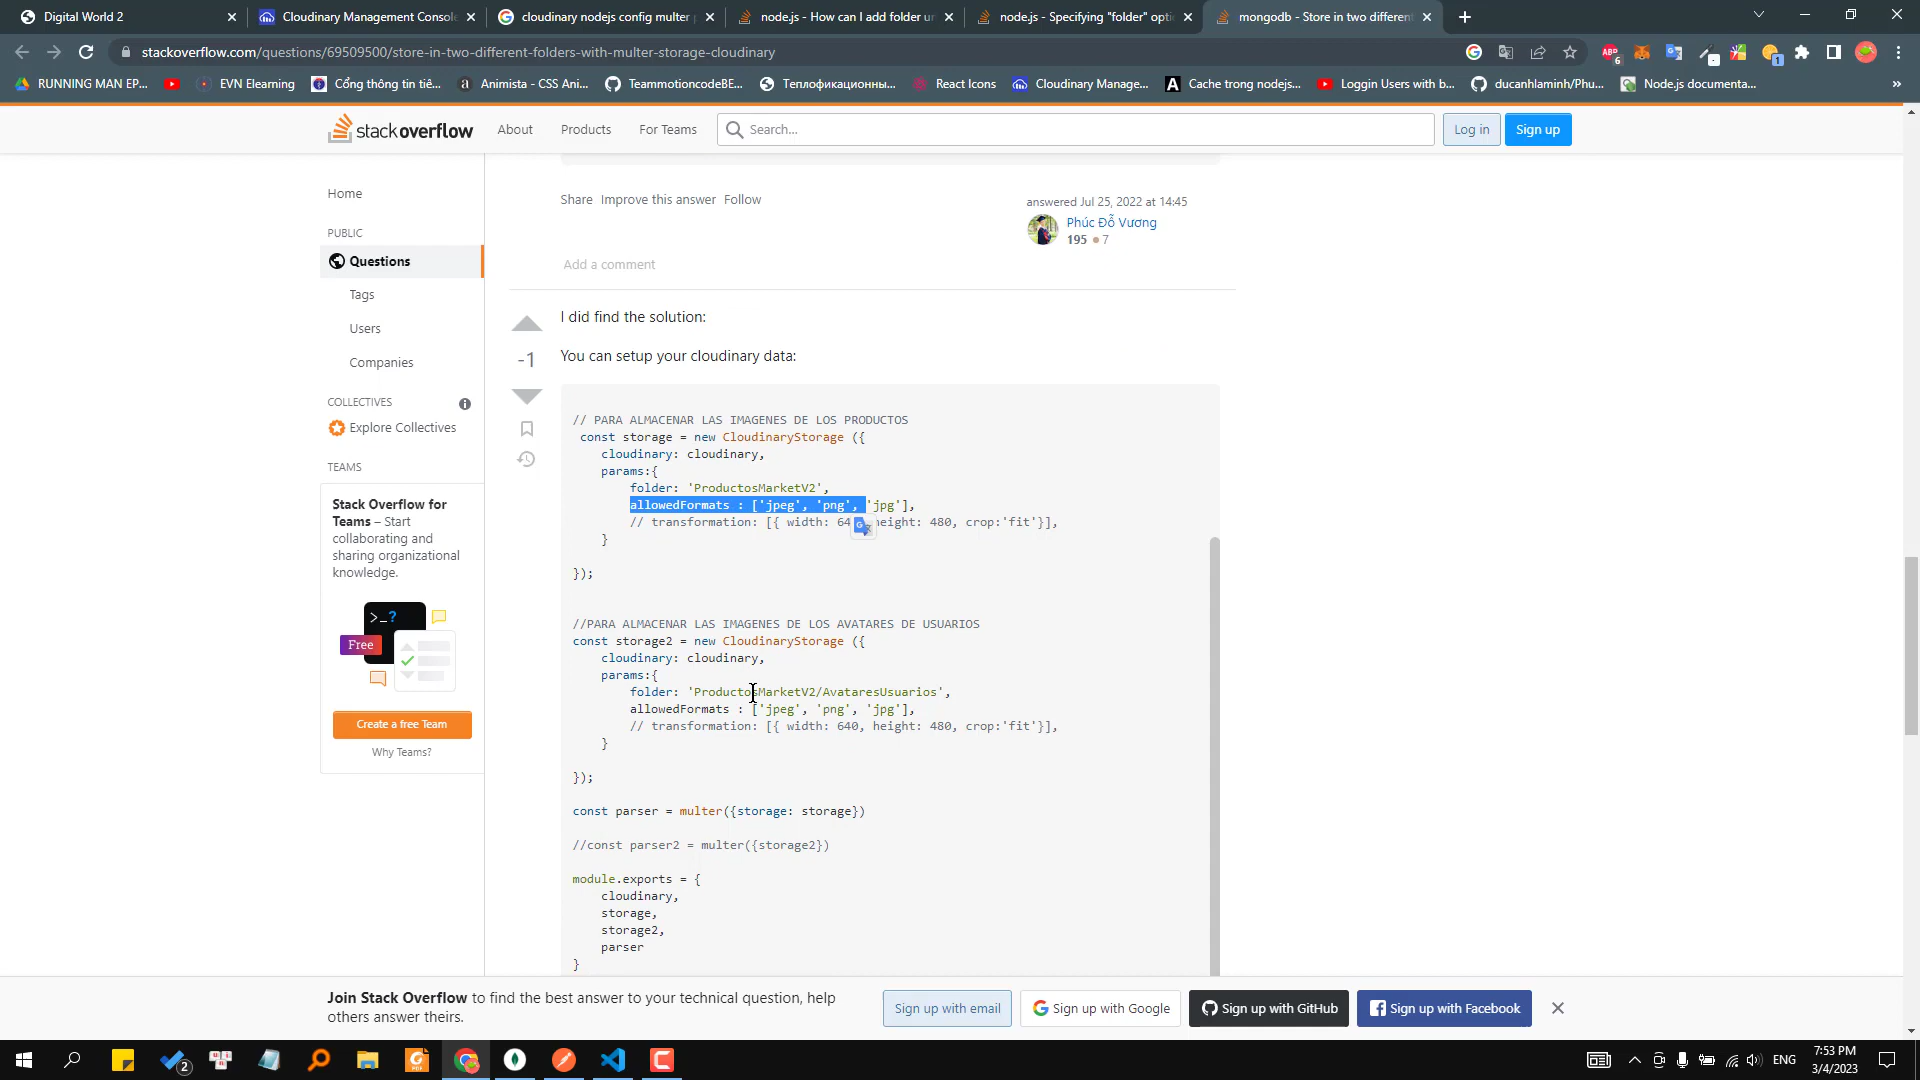 Digital World 2
Cloudinary Management Console
cloudinary nodejs config multer
node.js - How can I add folder ur
node.js - Specifying "folder" opti
mongodb - Store in two different
stackoverflow.com/questions/69509500/store-in-two-different-folders-with-multer-storage-cloudinary
RUNNING MAN EP...
EVN Elearning
Cổng thông tin tiê...
Animista - CSS Ani...
TeammotioncodeBE...
Теплофикационны...
React Icons
Cloudinary Manage...
Cache trong nodejs...
Loggin Users with b...
ducanhlaminh/Phu...
Node.js documenta...
stackoverflow
About
Products
For Teams
Search...
Log in
Sign up
Home
PUBLIC
Questions
Tags
Users
Companies
COLLECTIVES
Explore Collectives
TEAMS
Stack Overflow for
Teams – Start
collaborating and
sharing organizational
knowledge.
>_?
Free
Create a free Team
Why Teams?
Share Improve this answer Follow
answered Jul 25, 2022 at 14:45
Phúc Đỗ Vương
195 7
Add a comment
-1
I did find the solution:
You can setup your cloudinary data:
// PARA ALMACENAR LAS IMAGENES DE LOS PRODUCTOS
const storage = new CloudinaryStorage ({
cloudinary: cloudinary,
params:{
folder: 'ProductosMarketV2',
allowedFormats : ['jpeg', 'png', 'jpg'],
// transformation: [{ width: 64 height: 480, crop:'fit'}],
}
});
//PARA ALMACENAR LAS IMAGENES DE LOS AVATARES DE USUARIOS
const storage2 = new CloudinaryStorage ({
cloudinary: cloudinary,
params:{
folder: 'ProductosMarketV2/AvataresUsuarios',
allowedFormats : ['jpeg', 'png', 'jpg'],
// transformation: [{ width: 640, height: 480, crop:'fit'}],
}
});
const parser = multer({storage: storage})
//const parser2 = multer({storage2})
module.exports = {
cloudinary,
storage,
storage2,
parser
}
Join Stack Overflow to find the best answer to your technical question, help
others answer theirs.
Sign up with email
Sign up with Google
Sign up with GitHub
Sign up with Facebook
2
ENG
7:53 PM
3/4/2023